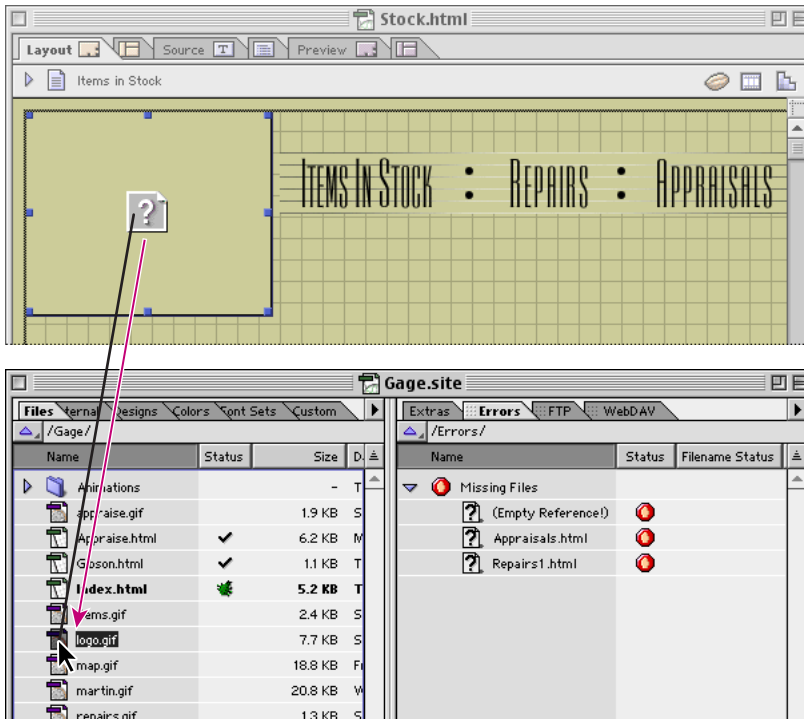 Stock.html
Layout Source T Preview
Items in Stock
?
ITEMS IN STOCK : REPAIRS : APPRAISALS
Gage.site
Files ternal Designs Colors Font Sets Custom
/Gage/
Name Status Size D
Animations - T
appraise.gif 1.9 KB S
Appraise.html 6.2 KB M
Gibson.html 1.1 KB T
Index.html 5.2 KB T
items.gif 2.4 KB S
logo.gif 7.7 KB S
map.gif 18.8 KB Fr
martin.gif 20.8 KB W
repairs.gif 1.3 KB S
Extras Errors FTP WebDAV
/Errors/
Name Status Filename Status
Missing Files
? (Empty Reference!)
? Appraisals.html
? Repairs1.html